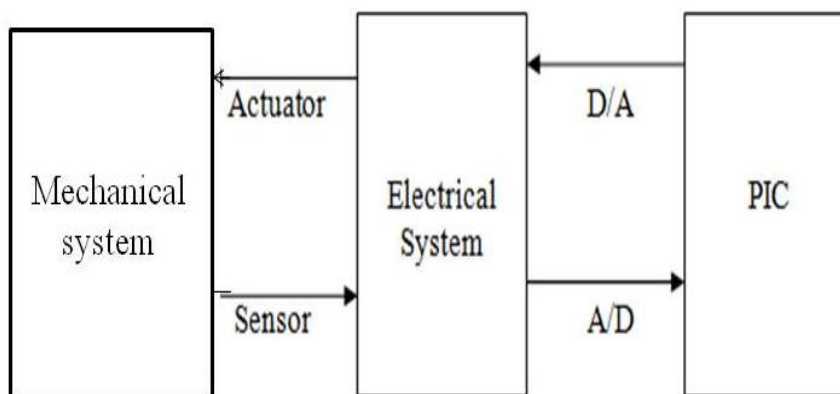 Mechanical
system
Actuator
Sensor
Electrical
System
D/A
A/D
PIC